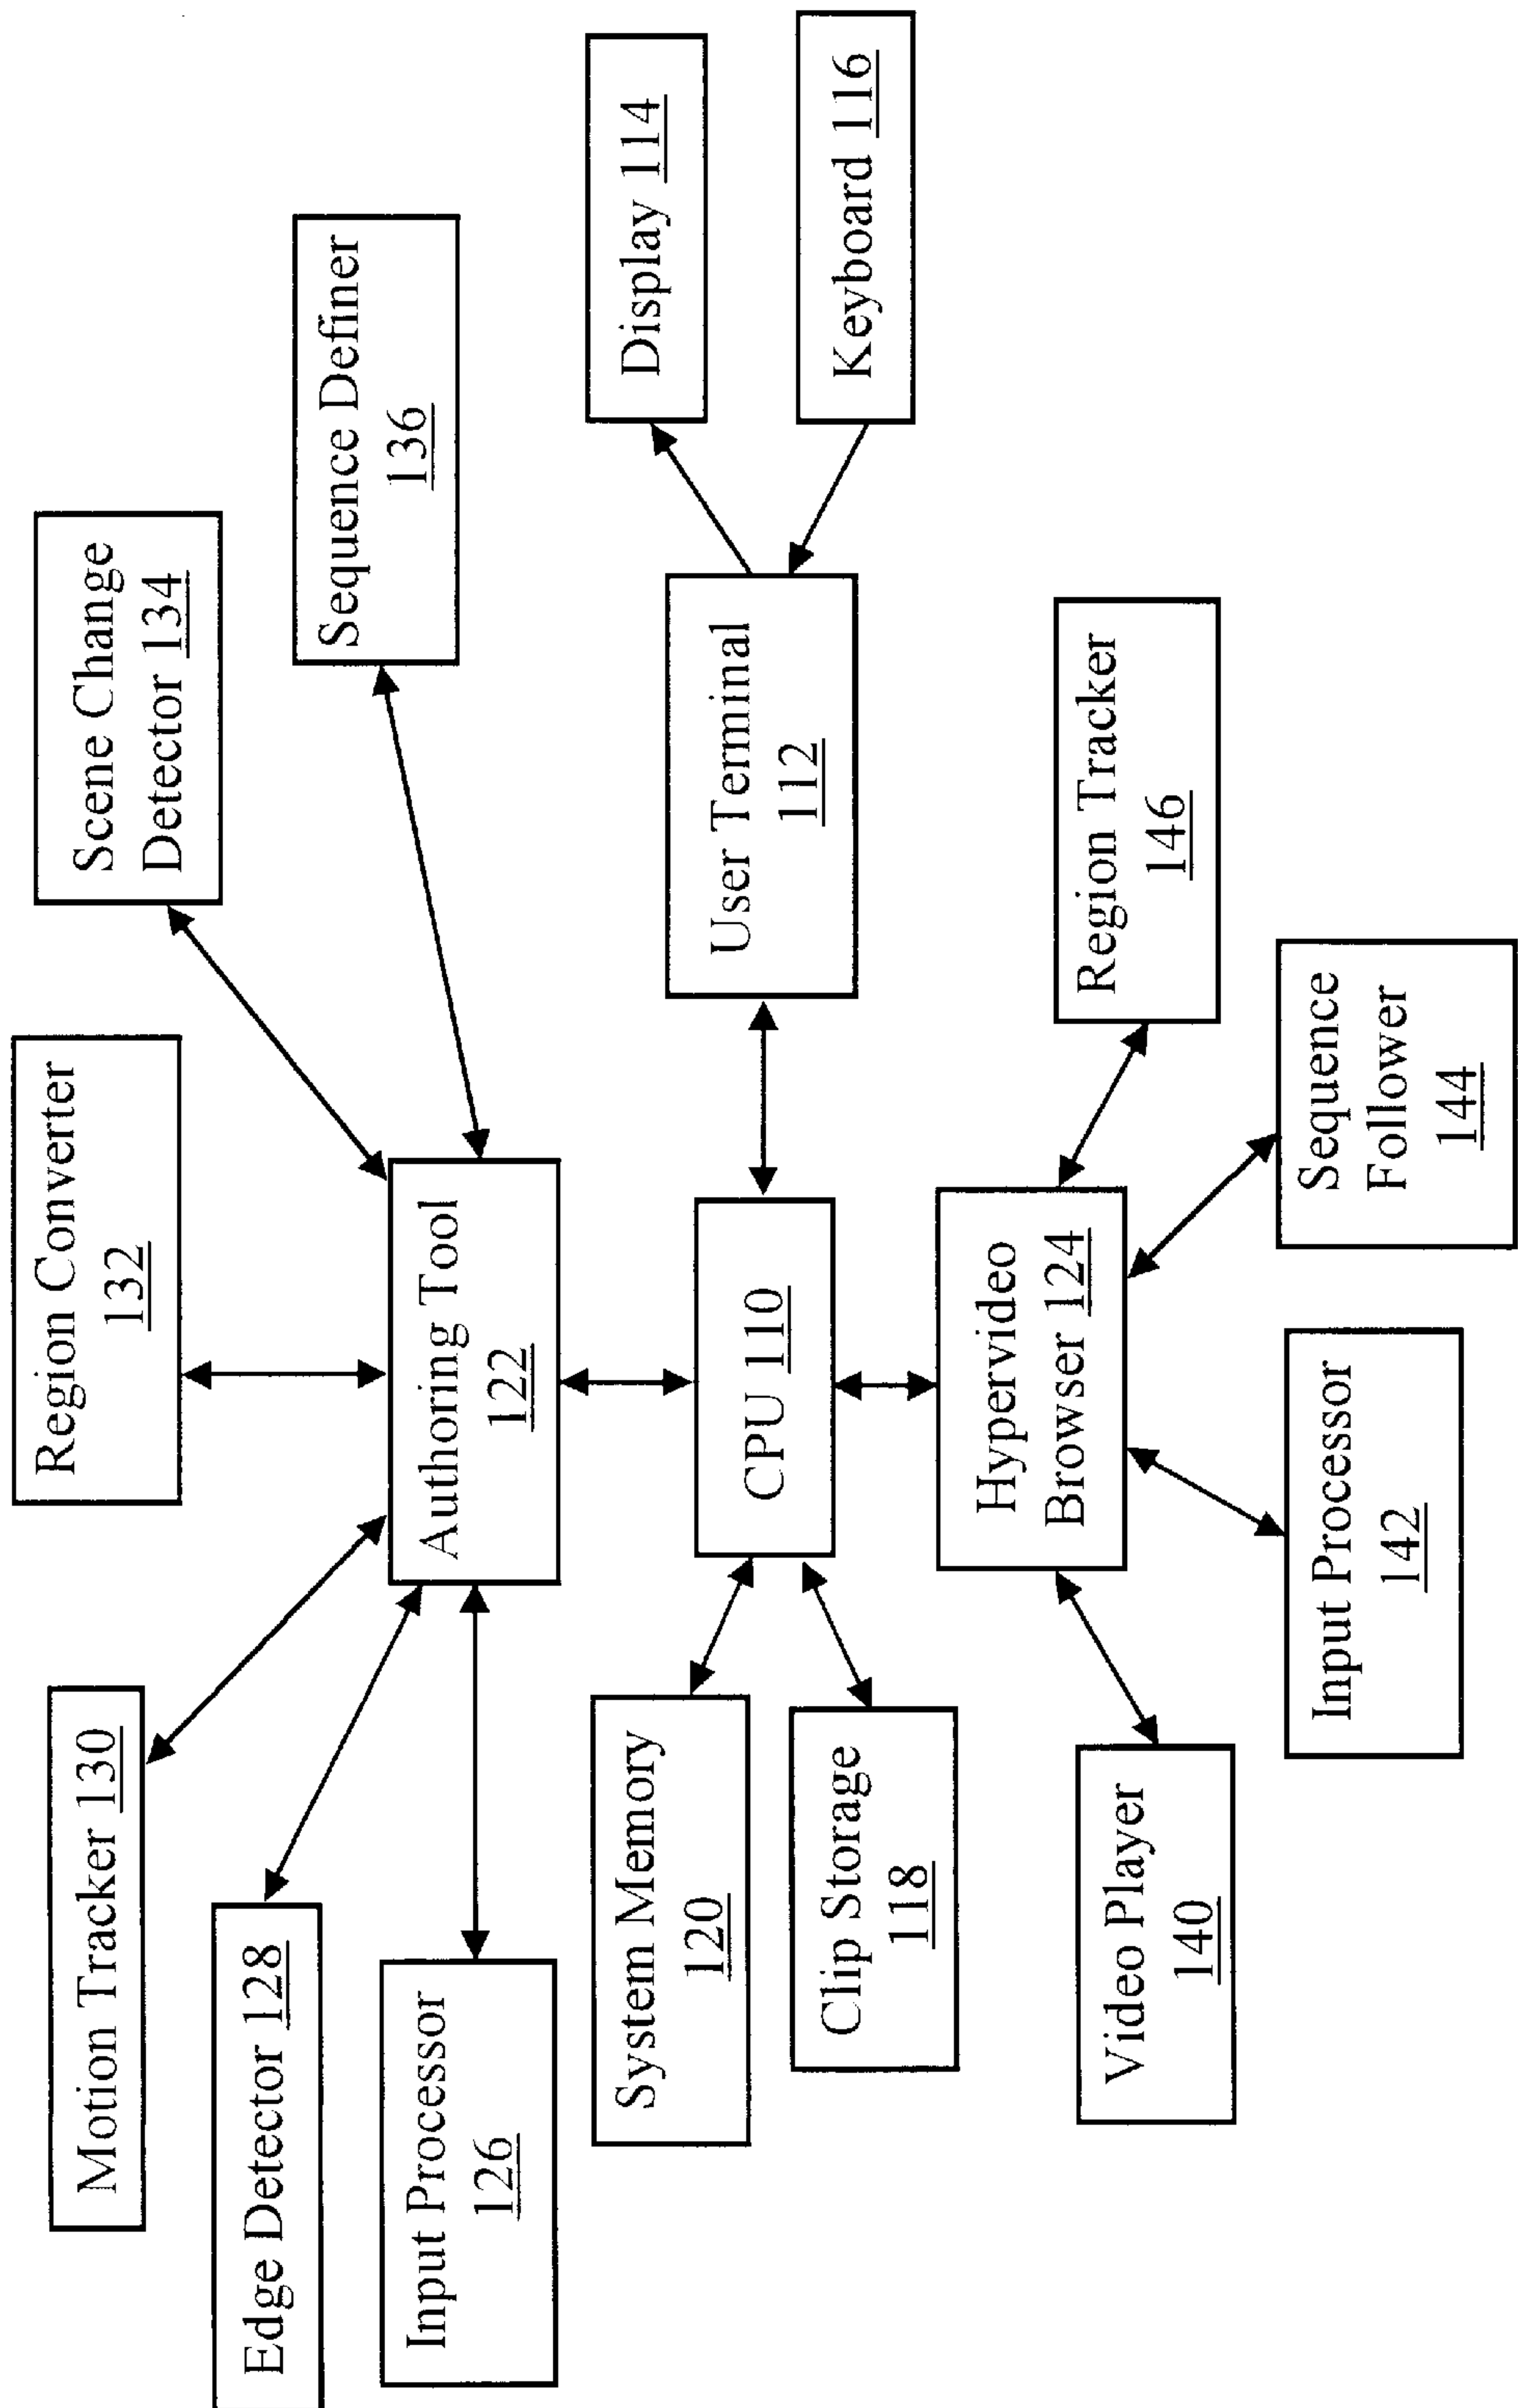 Motion Tracker 130
Region Converter
132
Scene Change
Detector 134
Edge Detector 128
Sequence Definer
136
Input Processor
126
Authoring Tool
122
System Memory
120
Clip Storage
118
CPU 110
User Terminal
112
Display 114
Keyboard 116
Hypervideo
Browser 124
Video Player
140
Input Processor
142
Sequence
Follower
144
Region Tracker
146